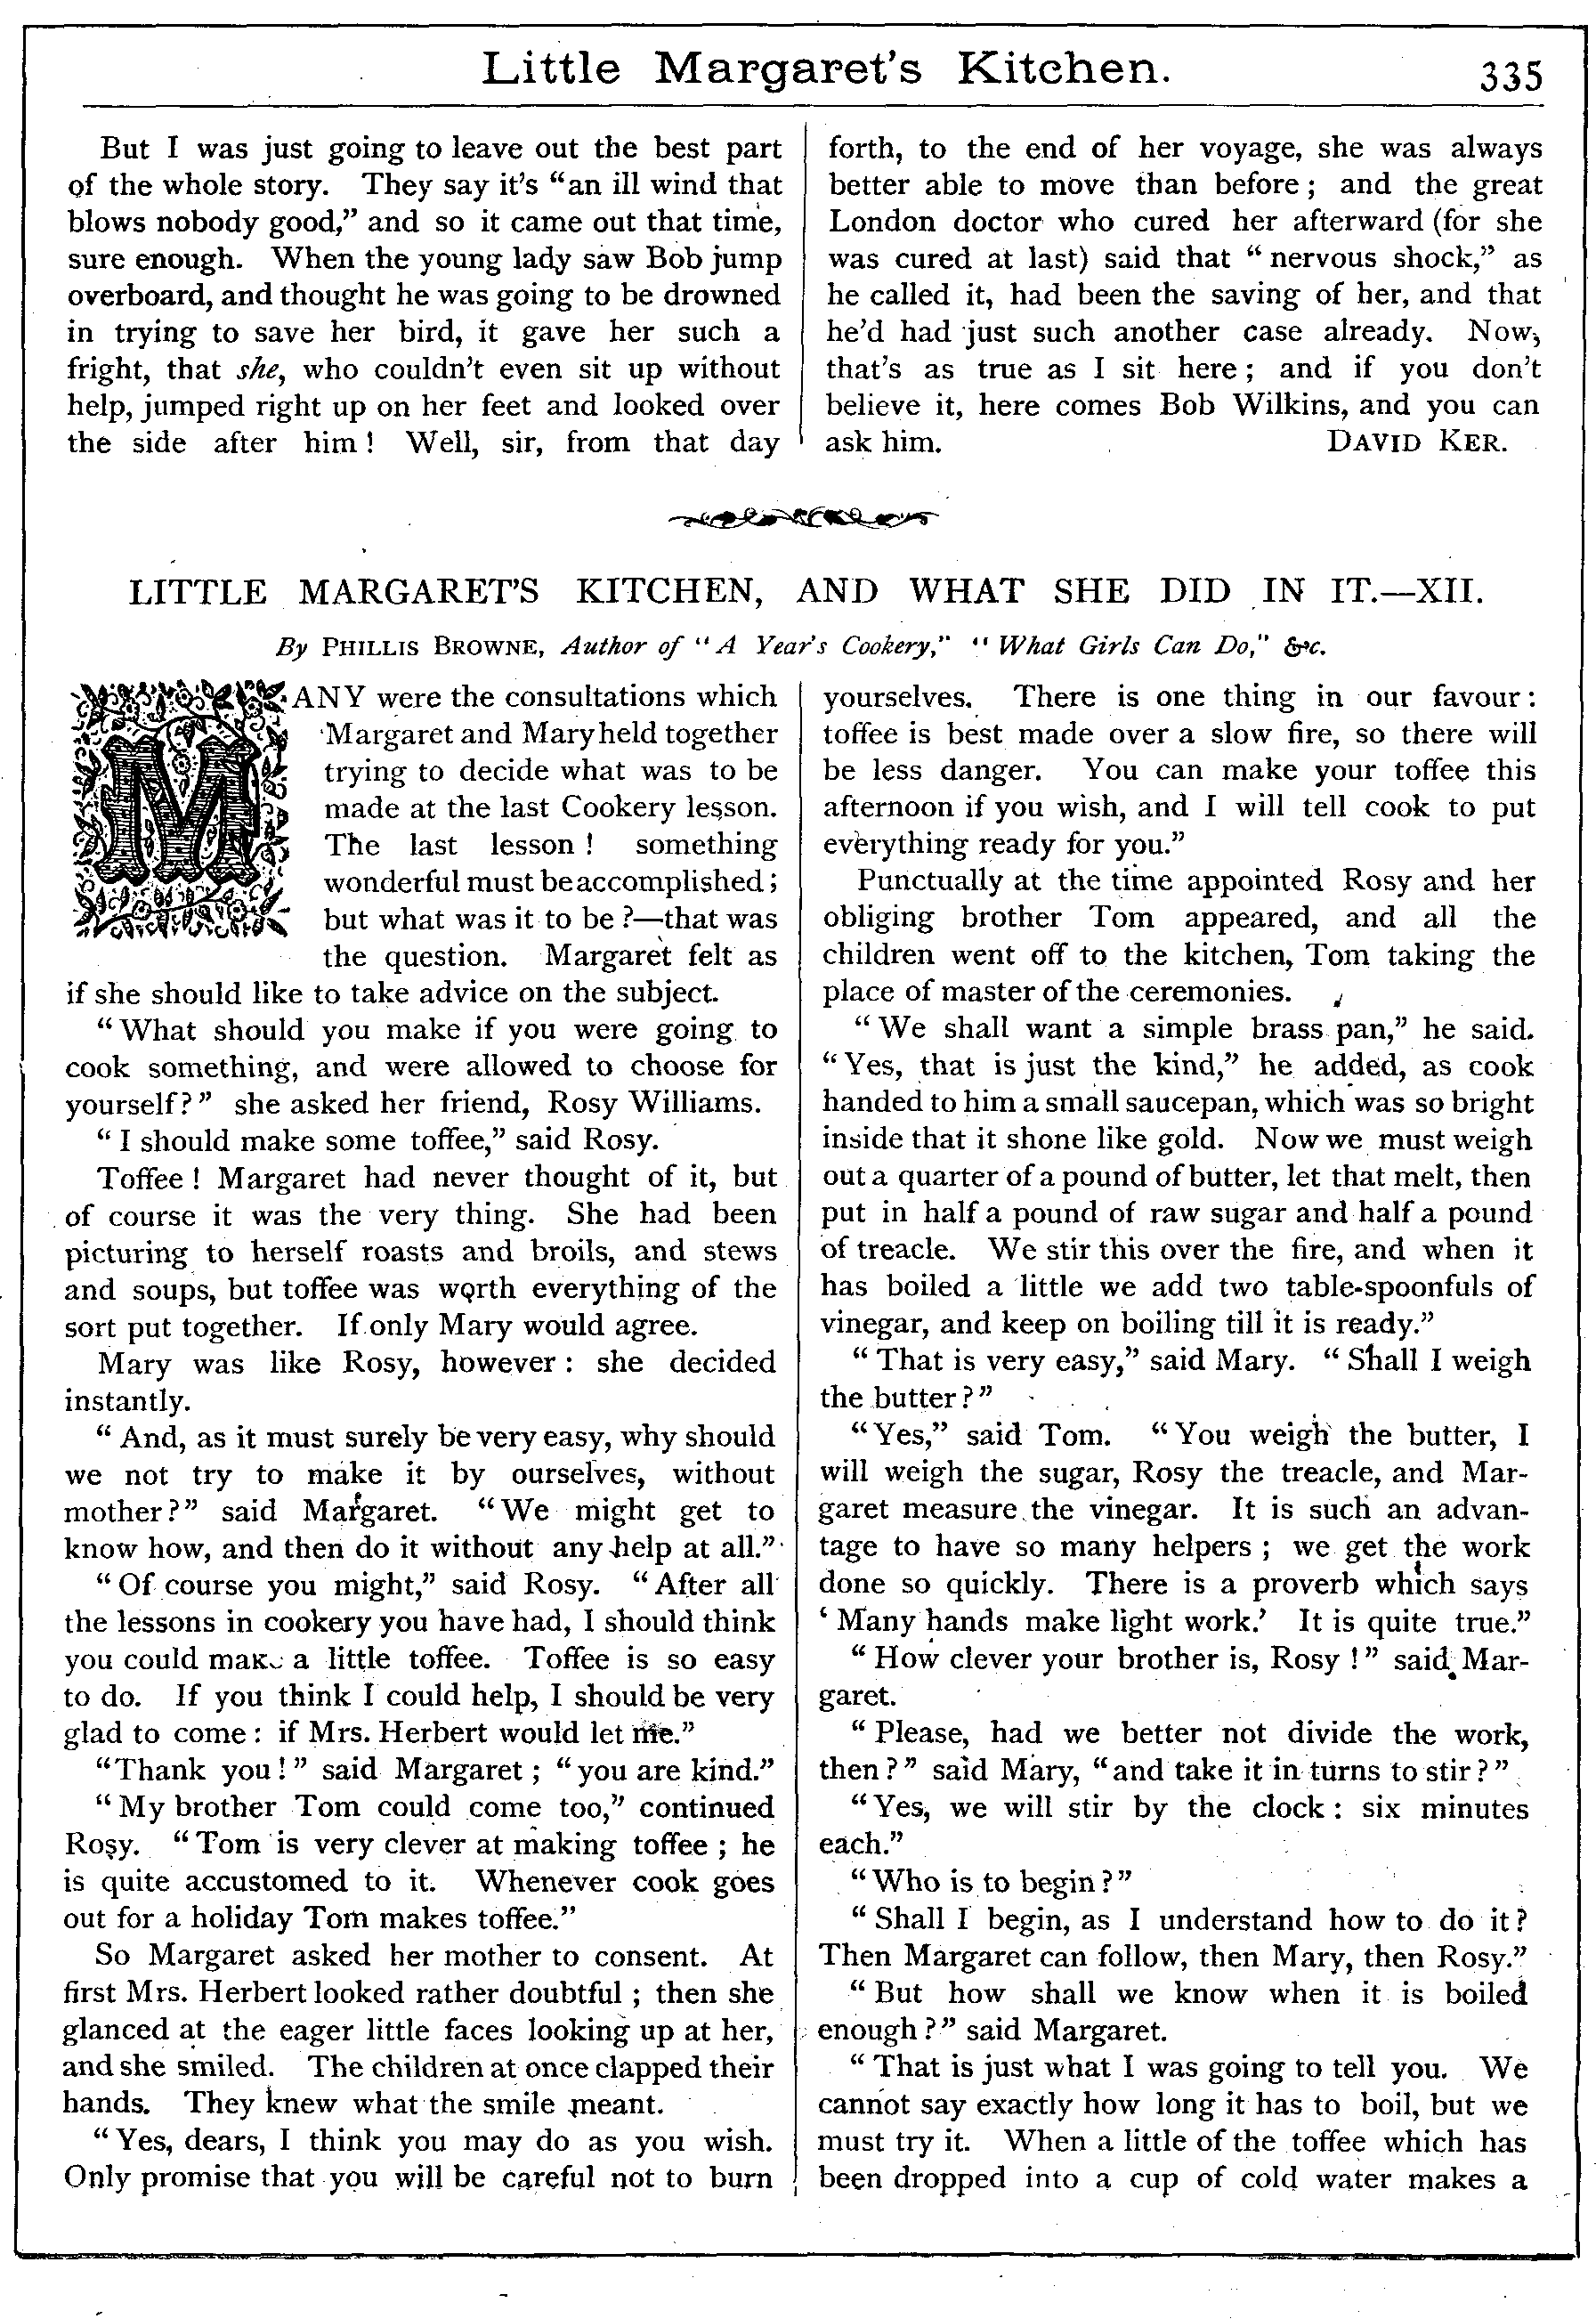 Little Margaret's Kitchen. 335
But I was just going to leave out the best part
of the whole story. They say it's "an ill wind that
blows nobody good," and so it came out that time,
sure enough. When the young lady saw Bob jump
overboard, and thought he was going to be drowned
in trying to save her bird, it gave her such a
fright, that she, who couldn't even sit up without
help, jumped right up on her feet and looked over
the side after him! Well, sir, from that day
forth, to the end of her voyage, she was always
better able to move than before; and the great
London doctor who cured her afterward (for she
was cured at last) said that "nervous shock," as
he called it, had been the saving of her, and that
he'd had just such another case already. Now,
that's as true as I sit here; and if you don't
believe it, here comes Bob Wilkins, and you can
ask him. DAVID KER.
LITTLE MARGARET'S KITCHEN, AND WHAT SHE DID IN IT.—XII.
By PHILLIS BROWNE, Author of "A Year's Cookery," "What Girls Can Do," &c.
MANY were the consultations which
Margaret and Mary held together
trying to decide what was to be
made at the last Cookery lesson.
The last lesson! something
wonderful must be accomplished;
but what was it to be?—that was
the question. Margaret felt as
if she should like to take advice on the subject.
"What should you make if you were going to
cook something, and were allowed to choose for
yourself?" she asked her friend, Rosy Williams.
"I should make some toffee," said Rosy.
Toffee! Margaret had never thought of it, but
of course it was the very thing. She had been
picturing to herself roasts and broils, and stews
and soups, but toffee was worth everything of the
sort put together. If only Mary would agree.
Mary was like Rosy, however: she decided
instantly.
"And, as it must surely be very easy, why should
we not try to make it by ourselves, without
mother?" said Margaret. "We might get to
know how, and then do it without any help at all."
"Of course you might," said Rosy. "After all
the lessons in cookery you have had, I should think
you could make a little toffee. Toffee is so easy
to do. If you think I could help, I should be very
glad to come: if Mrs. Herbert would let me."
"Thank you!" said Margaret; "you are kind."
"My brother Tom could come too," continued
Rosy. "Tom is very clever at making toffee; he
is quite accustomed to it. Whenever cook goes
out for a holiday Tom makes toffee."
So Margaret asked her mother to consent. At
first Mrs. Herbert looked rather doubtful; then she
glanced at the eager little faces looking up at her,
and she smiled. The children at once clapped their
hands. They knew what the smile meant.
"Yes, dears, I think you may do as you wish.
Only promise that you will be careful not to burn
yourselves. There is one thing in our favour:
toffee is best made over a slow fire, so there will
be less danger. You can make your toffee this
afternoon if you wish, and I will tell cook to put
everything ready for you."
Punctually at the time appointed Rosy and her
obliging brother Tom appeared, and all the
children went off to the kitchen, Tom taking the
place of master of the ceremonies.
"We shall want a simple brass pan," he said.
"Yes, that is just the kind," he added, as cook
handed to him a small saucepan, which was so bright
inside that it shone like gold. Now we must weigh
out a quarter of a pound of butter, let that melt, then
put in half a pound of raw sugar and half a pound
of treacle. We stir this over the fire, and when it
has boiled a little we add two table-spoonfuls of
vinegar, and keep on boiling till it is ready."
"That is very easy," said Mary. "Shall I weigh
the butter?"
"Yes," said Tom. "You weigh the butter, I
will weigh the sugar, Rosy the treacle, and Mar-
garet measure the vinegar. It is such an advan-
tage to have so many helpers; we get the work
done so quickly. There is a proverb which says
'Many hands make light work.' It is quite true."
"How clever your brother is, Rosy!" said Mar-
garet.
"Please, had we better not divide the work,
then?" said Mary, "and take it in turns to stir?"
"Yes, we will stir by the clock: six minutes
each."
"Who is to begin?"
"Shall I begin, as I understand how to do it?
Then Margaret can follow, then Mary, then Rosy."
"But how shall we know when it is boiled
enough?" said Margaret.
"That is just what I was going to tell you. We
cannot say exactly how long it has to boil, but we
must try it. When a little of the toffee which has
been dropped into a cup of cold water makes a